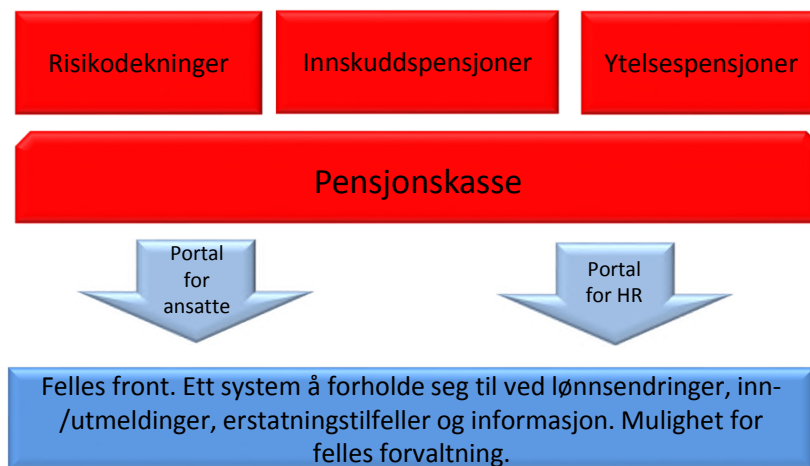 Risikodekninger
Innskuddspensjoner
Ytelsespensjoner
Pensjonskasse
Portal
for
ansatte
Portal
for HR
Felles front. Ett system å forholde seg til ved lønnsendringer, inn-
/utmeldinger, erstatningstilfeller og informasjon. Mulighet for
felles forvaltning.